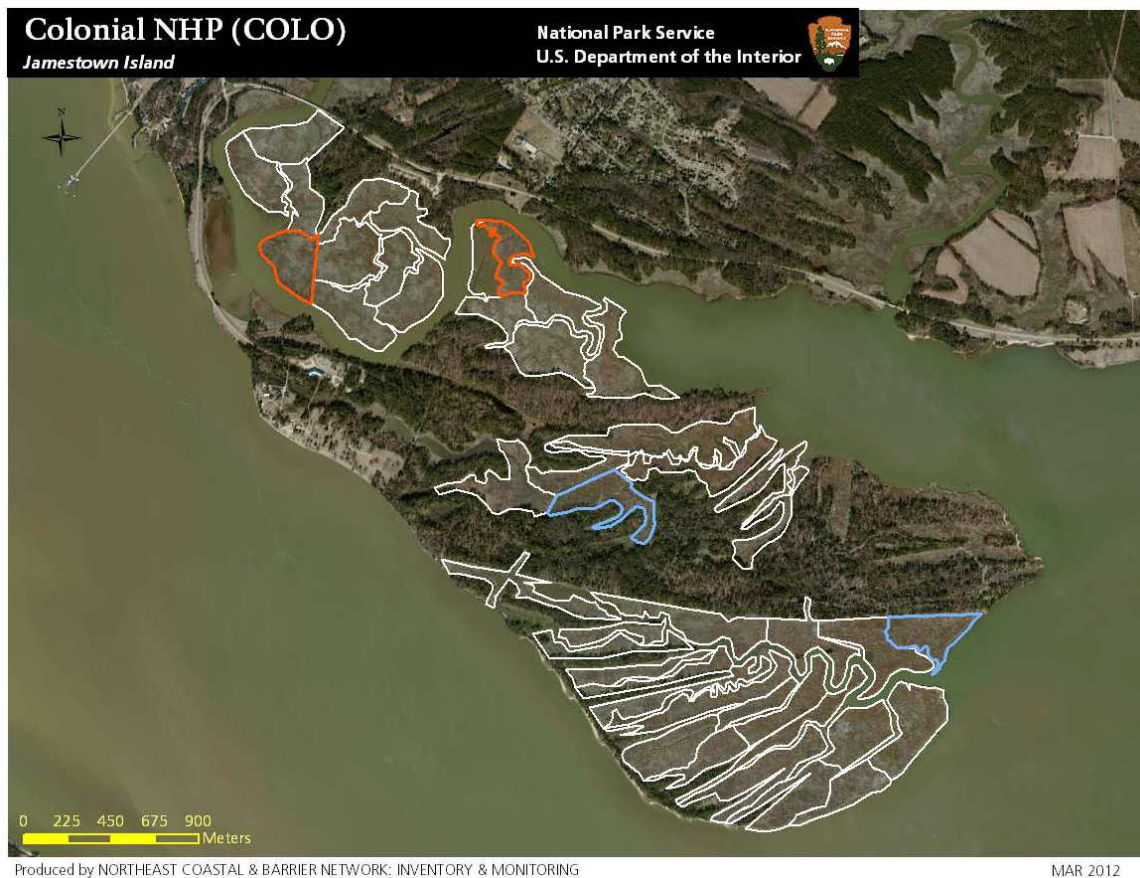 Colonial NHP (COLO)
Jamestown Island
National Park Service
U.S. Department of the Interior
N
0 225 450 675 900
Meters
Produced by NORTHEAST COASTAL & BARRIER NETWORK: INVENTORY & MONITORING
MAR 2012